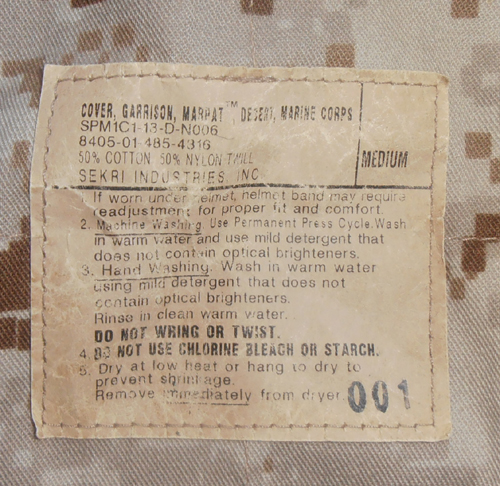 COVER, GARRISON, MARPAT™, DESERT, MARINE CORPS
SPM1C1-13-D-N006
8405-01-485-4316
50% COTTON 50% NYLON TWILL
SEKRI INDUSTRIES, INC.
MEDIUM
If worn under helmet, helmet band may require
readjustment for proper fit and comfort.
2. Machine Washing. Use Permanent Press Cycle. Wash
in warm water and use mild detergent that
does not contain optical brighteners.
3. Hand Washing. Wash in warm water
using mild detergent that does not
contain optical brighteners.
Rinse in clean warm water.
DO NOT WRING OR TWIST.
4. DO NOT USE CHLORINE BLEACH OR STARCH.
5. Dry at low heat or hang to dry to
prevent shrinkage.
Remove immediately from dryer.
001